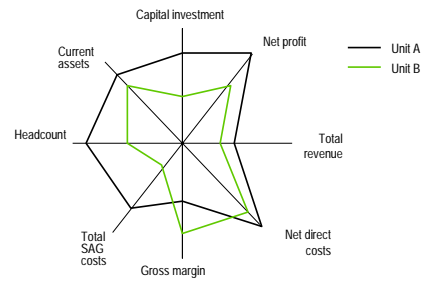 Capital investment
Net profit
Unit A
Unit B
Current
assets
Headcount
Total
revenue
Total
SAG
costs
Net direct
costs
Gross margin